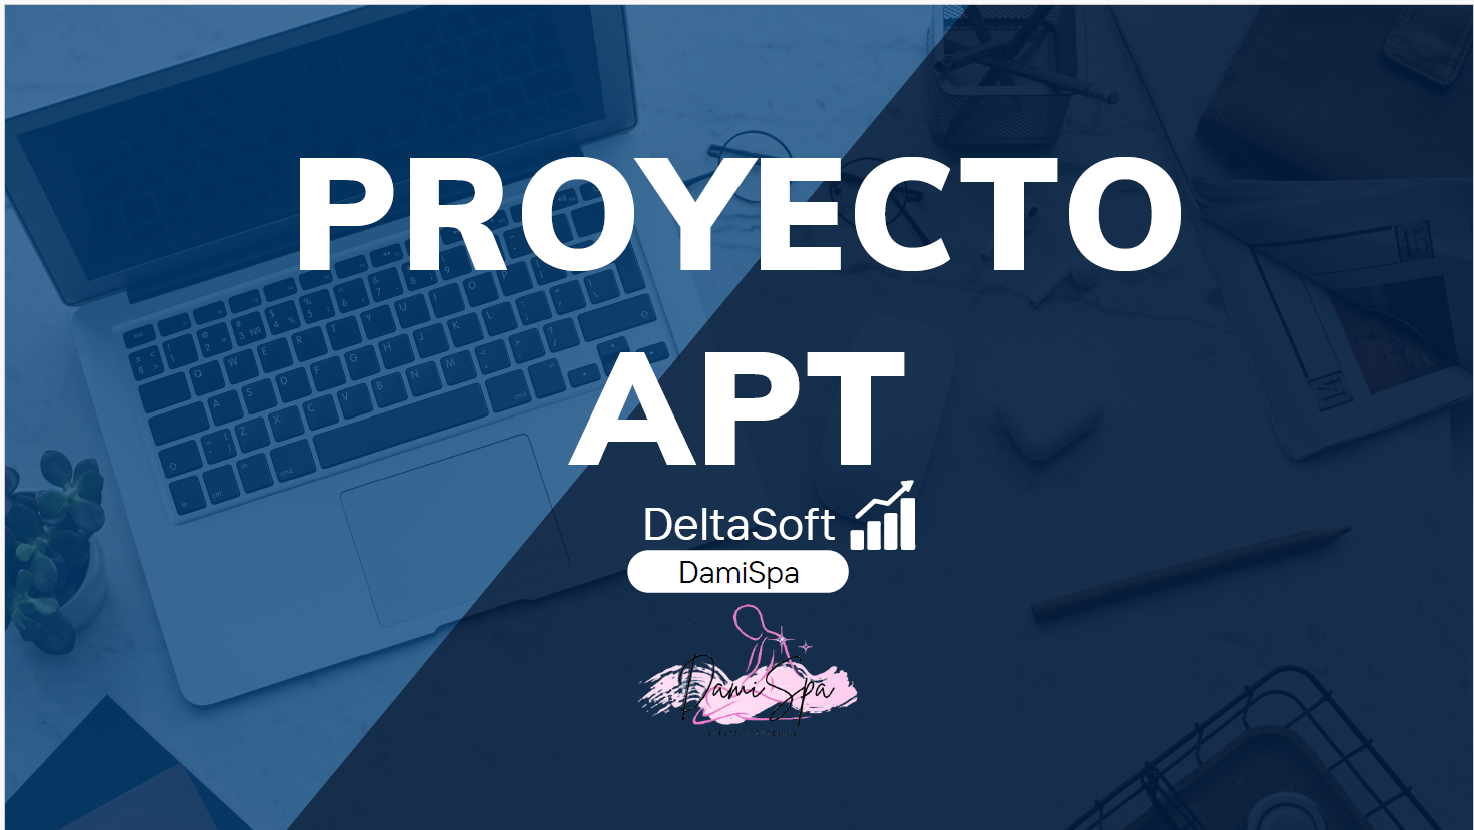 PROYECTO
APT
DeltaSoft
DamiSpa
DamiSpa